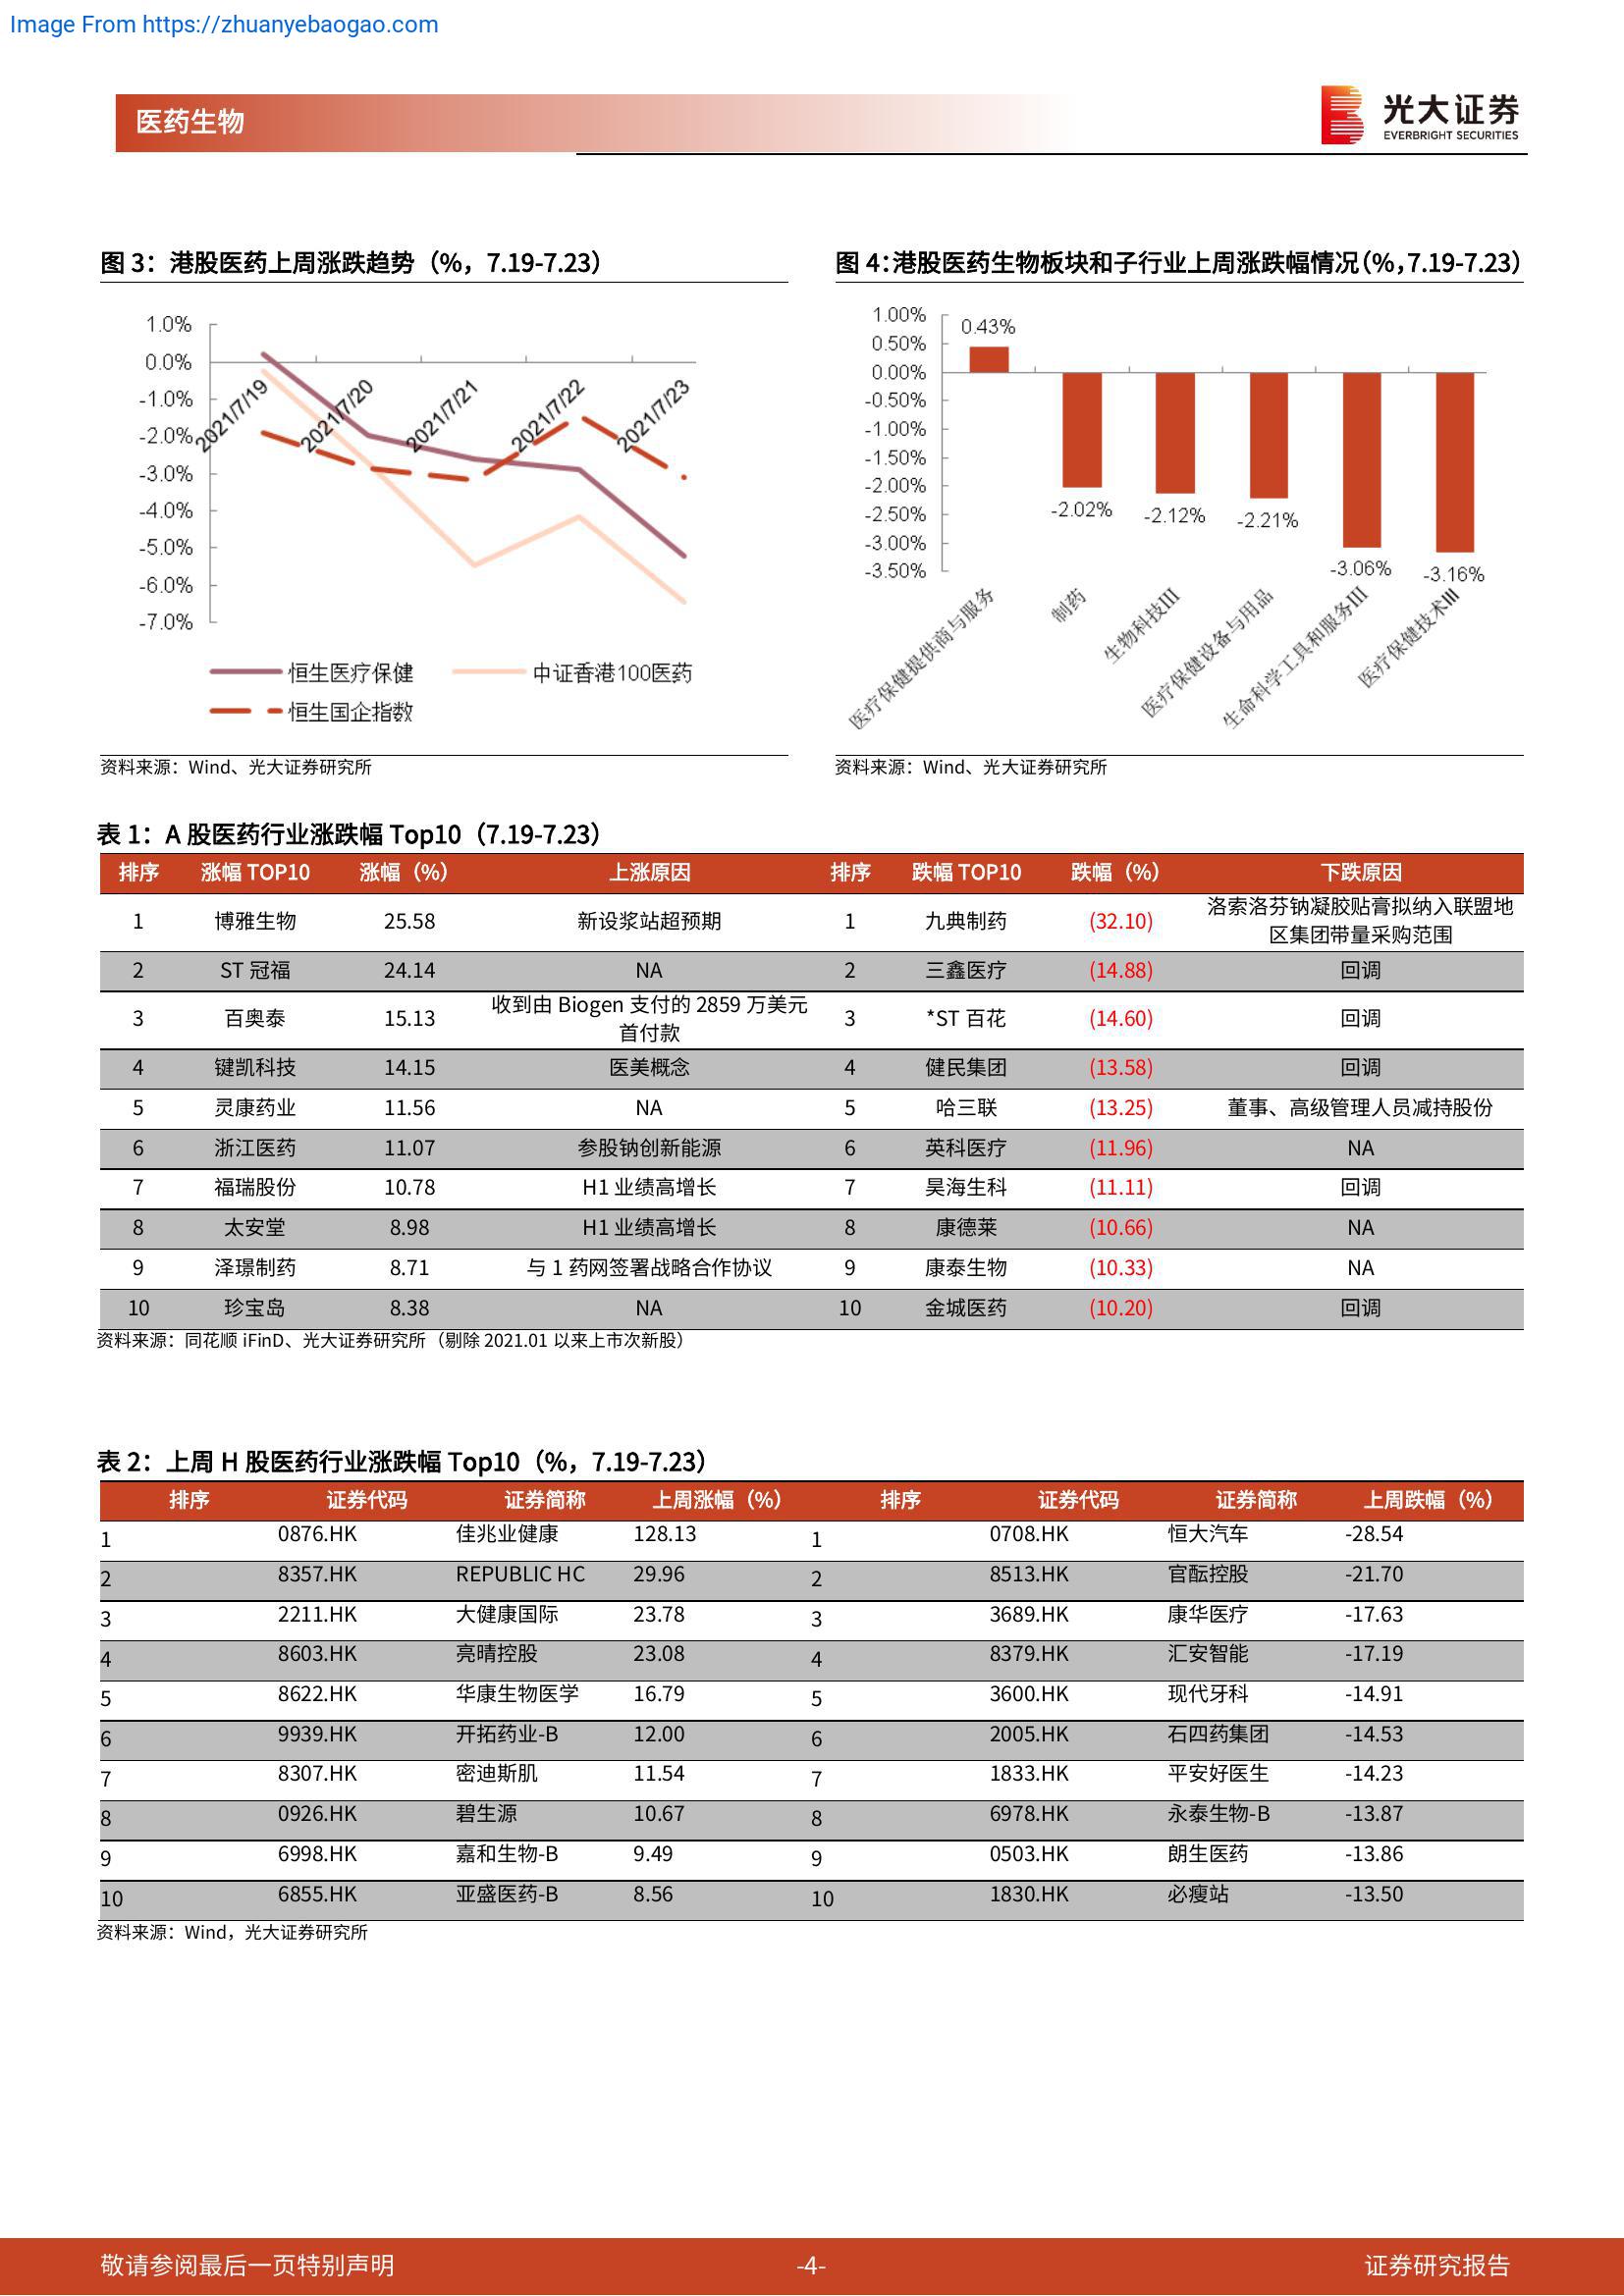 Image From https://zhuanyebaogao.com
医药生物
光大证券
EVERBRIGHT SECURITIES
图 3：港股医药上周涨跌趋势（%，7.19-7.23）
1.0%
0.0%
-1.0%
-2.0%
-3.0%
-4.0%
-5.0%
-6.0%
-7.0%
2021/7/19
2021/7/20
2021/7/21
2021/7/22
2021/7/23
恒生医疗保健
中证香港100医药
恒生国企指数
资料来源：Wind、光大证券研究所
图 4：港股医药生物板块和子行业上周涨跌幅情况（%，7.19-7.23）
1.00%
0.50%
0.00%
-0.50%
-1.00%
-1.50%
-2.00%
-2.50%
-3.00%
-3.50%
0.43%
-2.02%
-2.12%
-2.21%
-3.06%
-3.16%
医疗保健提供商与服务
制药
生物科技III
医疗保健设备与用品
生命科学工具和服务III
医疗保健技术III
资料来源：Wind、光大证券研究所
表 1：A 股医药行业涨跌幅 Top10（7.19-7.23）
排序 涨幅 TOP10 涨幅（%） 上涨原因 排序 跌幅 TOP10 跌幅（%） 下跌原因
1 博雅生物 25.58 新设浆站超预期 1 九典制药 (32.10) 洛索洛芬钠凝胶贴膏拟纳入联盟地
区集团带量采购范围
2 ST 冠福 24.14 NA 2 三鑫医疗 (14.88) 回调
3 百奥泰 15.13 收到由 Biogen 支付的 2859 万美元
首付款 3 *ST 百花 (14.60) 回调
4 键凯科技 14.15 医美概念 4 健民集团 (13.58) 回调
5 灵康药业 11.56 NA 5 哈三联 (13.25) 董事、高级管理人员减持股份
6 浙江医药 11.07 参股钠创新能源 6 英科医疗 (11.96) NA
7 福瑞股份 10.78 H1 业绩高增长 7 昊海生科 (11.11) 回调
8 太安堂 8.98 H1 业绩高增长 8 康德莱 (10.66) NA
9 泽璟制药 8.71 与 1 药网签署战略合作协议 9 康泰生物 (10.33) NA
10 珍宝岛 8.38 NA 10 金城医药 (10.20) 回调
资料来源：同花顺 iFinD、光大证券研究所（剔除 2021.01 以来上市次新股）
表 2：上周 H 股医药行业涨跌幅 Top10（%，7.19-7.23）
排序 证券代码 证券简称 上周涨幅（%） 排序 证券代码 证券简称 上周跌幅（%）
1 0876.HK 佳兆业健康 128.13 1 0708.HK 恒大汽车 -28.54
2 8357.HK REPUBLIC HC 29.96 2 8513.HK 官酝控股 -21.70
3 2211.HK 大健康国际 23.78 3 3689.HK 康华医疗 -17.63
4 8603.HK 亮晴控股 23.08 4 8379.HK 汇安智能 -17.19
5 8622.HK 华康生物医学 16.79 5 3600.HK 现代牙科 -14.91
6 9939.HK 开拓药业-B 12.00 6 2005.HK 石四药集团 -14.53
7 8307.HK 密迪斯肌 11.54 7 1833.HK 平安好医生 -14.23
8 0926.HK 碧生源 10.67 8 6978.HK 永泰生物-B -13.87
9 6998.HK 嘉和生物-B 9.49 9 0503.HK 朗生医药 -13.86
10 6855.HK 亚盛医药-B 8.56 10 1830.HK 必瘦站 -13.50
资料来源：Wind，光大证券研究所
敬请参阅最后一页特别声明 -4- 证券研究报告